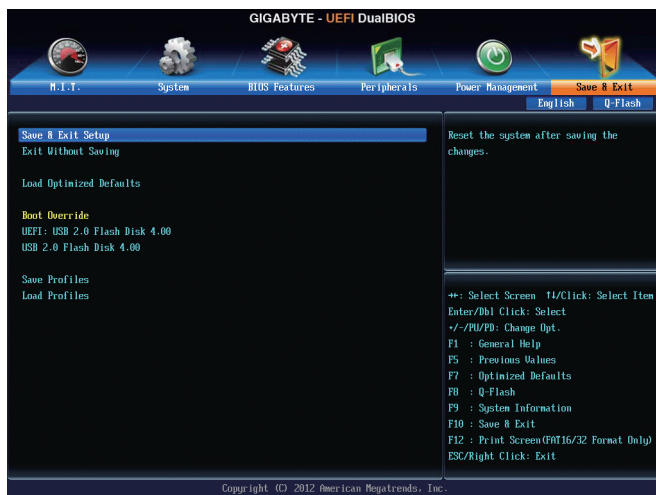 GIGABYTE - UEFI DualBIOS
M.I.T. System BIOS Features Peripherals Power Management Save & Exit
English Q-Flash
Save & Exit Setup
Exit Without Saving
Load Optimized Defaults
Boot Override
UEFI: USB 2.0 Flash Disk 4.00
USB 2.0 Flash Disk 4.00
Save Profiles
Load Profiles
Reset the system after saving the
changes.
→←: Select Screen ↑↓/Click: Select Item
Enter/Dbl Click: Select
+/-/PU/PD: Change Opt.
F1 : General Help
F5 : Previous Values
F7 : Optimized Defaults
F8 : Q-Flash
F9 : System Information
F10 : Save & Exit
F12 : Print Screen(FAT16/32 Format Only)
ESC/Right Click: Exit
Copyright (C) 2012 American Megatrends, Inc.